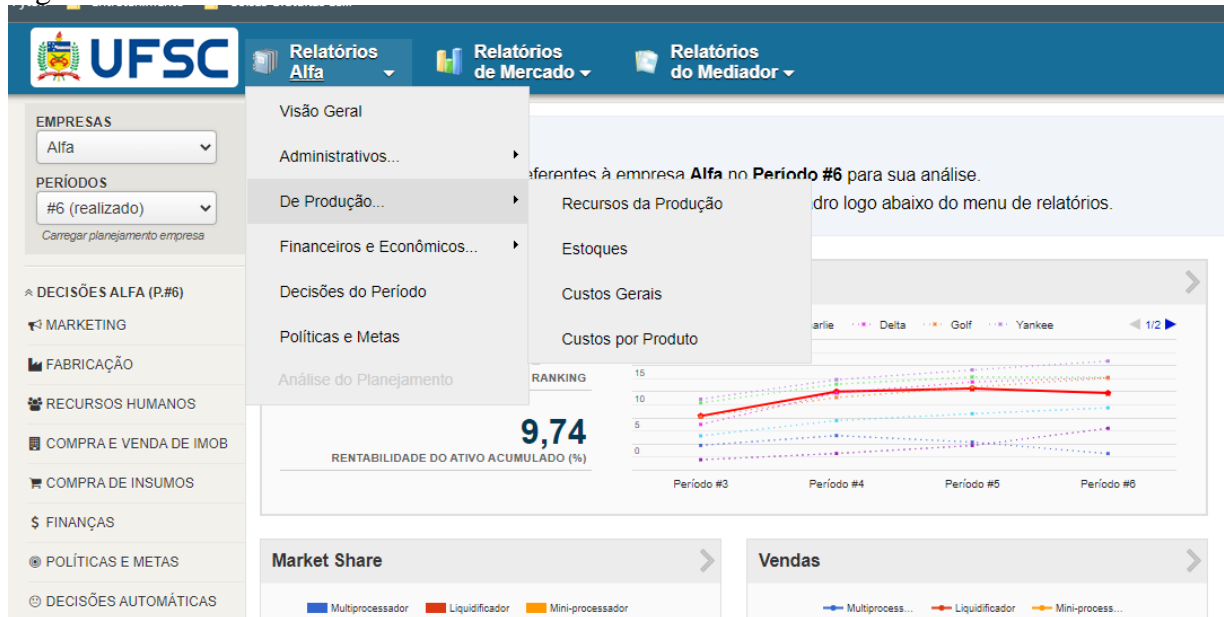 UFSC
Relatórios
Alfa
Relatórios
de Mercado
Relatórios
do Mediador
EMPRESAS
Alfa
PERÍODOS
#6 (realizado)
Carregar planejamento empresa
DECISÕES ALFA (P.#6)
MARKETING
FABRICAÇÃO
RECURSOS HUMANOS
COMPRA E VENDA DE IMOB
COMPRA DE INSUMOS
$ FINANÇAS
POLÍTICAS E METAS
DECISÕES AUTOMÁTICAS
Visão Geral
Administrativos...
De Produção...
Financeiros e Econômicos...
Decisões do Período
Políticas e Metas
Análise do Planejamento
Recursos da Produção
Estoques
Custos Gerais
Custos por Produto
eferentes à empresa Alfa no Período #6 para sua análise.
dro logo abaixo do menu de relatórios.
arlie Delta Golf Yankee 1/2
RANKING
9,74
RENTABILIDADE DO ATIVO ACUMULADO (%)
15
10
5
0
Período #3 Período #4 Período #5 Período #6
Market Share
Multiprocessador Liquidificador Mini-processador
Vendas
Multiprocess... Liquidificador Mini-process...